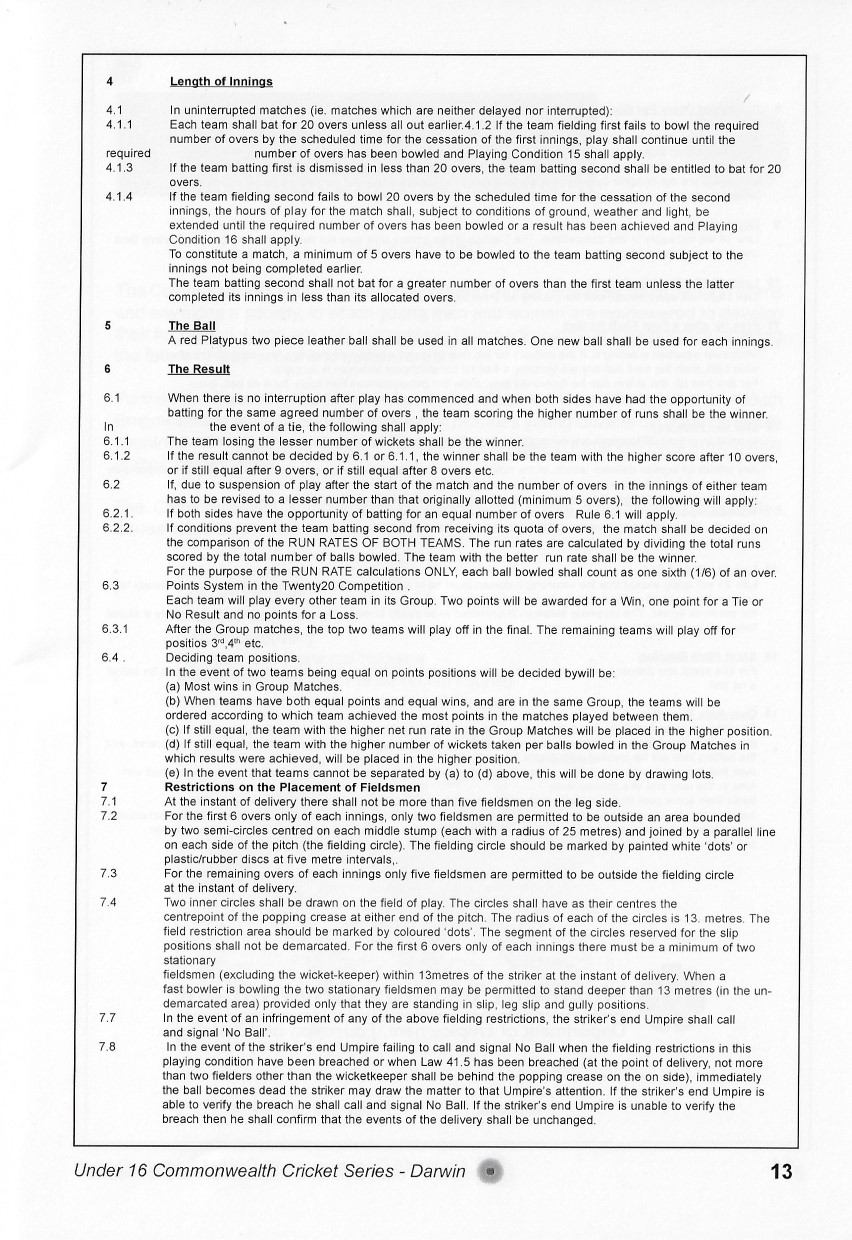 4 Length of Innings
4.1 In uninterrupted matches (ie. matches which are neither delayed nor interrupted):
4.1.1 Each team shall bat for 20 overs unless all out earlier.4.1.2 If the team fielding first fails to bowl the required
number of overs by the scheduled time for the cessation of the first innings, play shall continue until the
required number of overs has been bowled and Playing Condition 15 shall apply.
4.1.3 If the team batting first is dismissed in less than 20 overs, the team batting second shall be entitled to bat for 20
overs.
4.1.4 If the team fielding second fails to bowl 20 overs by the scheduled time for the cessation of the second
innings, the hours of play for the match shall, subject to conditions of ground, weather and light, be
extended until the required number of overs has been bowled or a result has been achieved and Playing
Condition 16 shall apply.
To constitute a match, a minimum of 5 overs have to be bowled to the team batting second subject to the
innings not being completed earlier.
The team batting second shall not bat for a greater number of overs than the first team unless the latter
completed its innings in less than its allocated overs.
5 The Ball
A red Platypus two piece leather ball shall be used in all matches. One new ball shall be used for each innings.
6 The Result
6.1 When there is no interruption after play has commenced and when both sides have had the opportunity of
batting for the same agreed number of overs , the team scoring the higher number of runs shall be the winner.
In the event of a tie, the following shall apply:
6.1.1 The team losing the lesser number of wickets shall be the winner.
6.1.2 If the result cannot be decided by 6.1 or 6.1.1, the winner shall be the team with the higher score after 10 overs,
or if still equal after 9 overs, or if still equal after 8 overs etc.
6.2 If, due to suspension of play after the start of the match and the number of overs in the innings of either team
has to be revised to a lesser number than that originally allotted (minimum 5 overs), the following will apply:
6.2.1. If both sides have the opportunity of batting for an equal number of overs Rule 6.1 will apply.
6.2.2. If conditions prevent the team batting second from receiving its quota of overs, the match shall be decided on
the comparison of the RUN RATES OF BOTH TEAMS. The run rates are calculated by dividing the total runs
scored by the total number of balls bowled. The team with the better run rate shall be the winner.
For the purpose of the RUN RATE calculations ONLY, each ball bowled shall count as one sixth (1/6) of an over.
6.3 Points System in the Twenty20 Competition .
Each team will play every other team in its Group. Two points will be awarded for a Win, one point for a Tie or
No Result and no points for a Loss.
6.3.1 After the Group matches, the top two teams will play off in the final. The remaining teams will play off for
positios 3rd,4th etc.
6.4 . Deciding team positions.
In the event of two teams being equal on points positions will be decided bywill be:
(a) Most wins in Group Matches.
(b) When teams have both equal points and equal wins, and are in the same Group, the teams will be
ordered according to which team achieved the most points in the matches played between them.
(c) If still equal, the team with the higher net run rate in the Group Matches will be placed in the higher position.
(d) If still equal, the team with the higher number of wickets taken per balls bowled in the Group Matches in
which results were achieved, will be placed in the higher position.
(e) In the event that teams cannot be separated by (a) to (d) above, this will be done by drawing lots.
7 Restrictions on the Placement of Fieldsmen
7.1 At the instant of delivery there shall not be more than five fieldsmen on the leg side.
7.2 For the first 6 overs only of each innings, only two fieldsmen are permitted to be outside an area bounded
by two semi-circles centred on each middle stump (each with a radius of 25 metres) and joined by a parallel line
on each side of the pitch (the fielding circle). The fielding circle should be marked by painted white 'dots' or
plastic/rubber discs at five metre intervals,.
7.3 For the remaining overs of each innings only five fieldsmen are permitted to be outside the fielding circle
at the instant of delivery.
7.4 Two inner circles shall be drawn on the field of play. The circles shall have as their centres the
centrepoint of the popping crease at either end of the pitch. The radius of each of the circles is 13. metres. The
field restriction area should be marked by coloured 'dots'. The segment of the circles reserved for the slip
positions shall not be demarcated. For the first 6 overs only of each innings there must be a minimum of two
stationary
fieldsmen (excluding the wicket-keeper) within 13metres of the striker at the instant of delivery. When a
fast bowler is bowling the two stationary fieldsmen may be permitted to stand deeper than 13 metres (in the un-
demarcated area) provided only that they are standing in slip, leg slip and gully positions.
7.7 In the event of an infringement of any of the above fielding restrictions, the striker's end Umpire shall call
and signal 'No Ball'.
7.8 In the event of the striker's end Umpire failing to call and signal No Ball when the fielding restrictions in this
playing condition have been breached or when Law 41.5 has been breached (at the point of delivery, not more
than two fielders other than the wicketkeeper shall be behind the popping crease on the on side), immediately
the ball becomes dead the striker may draw the matter to that Umpire's attention. If the striker's end Umpire is
able to verify the breach he shall call and signal No Ball. If the striker's end Umpire is unable to verify the
breach then he shall confirm that the events of the delivery shall be unchanged.
Under 16 Commonwealth Cricket Series - Darwin 13